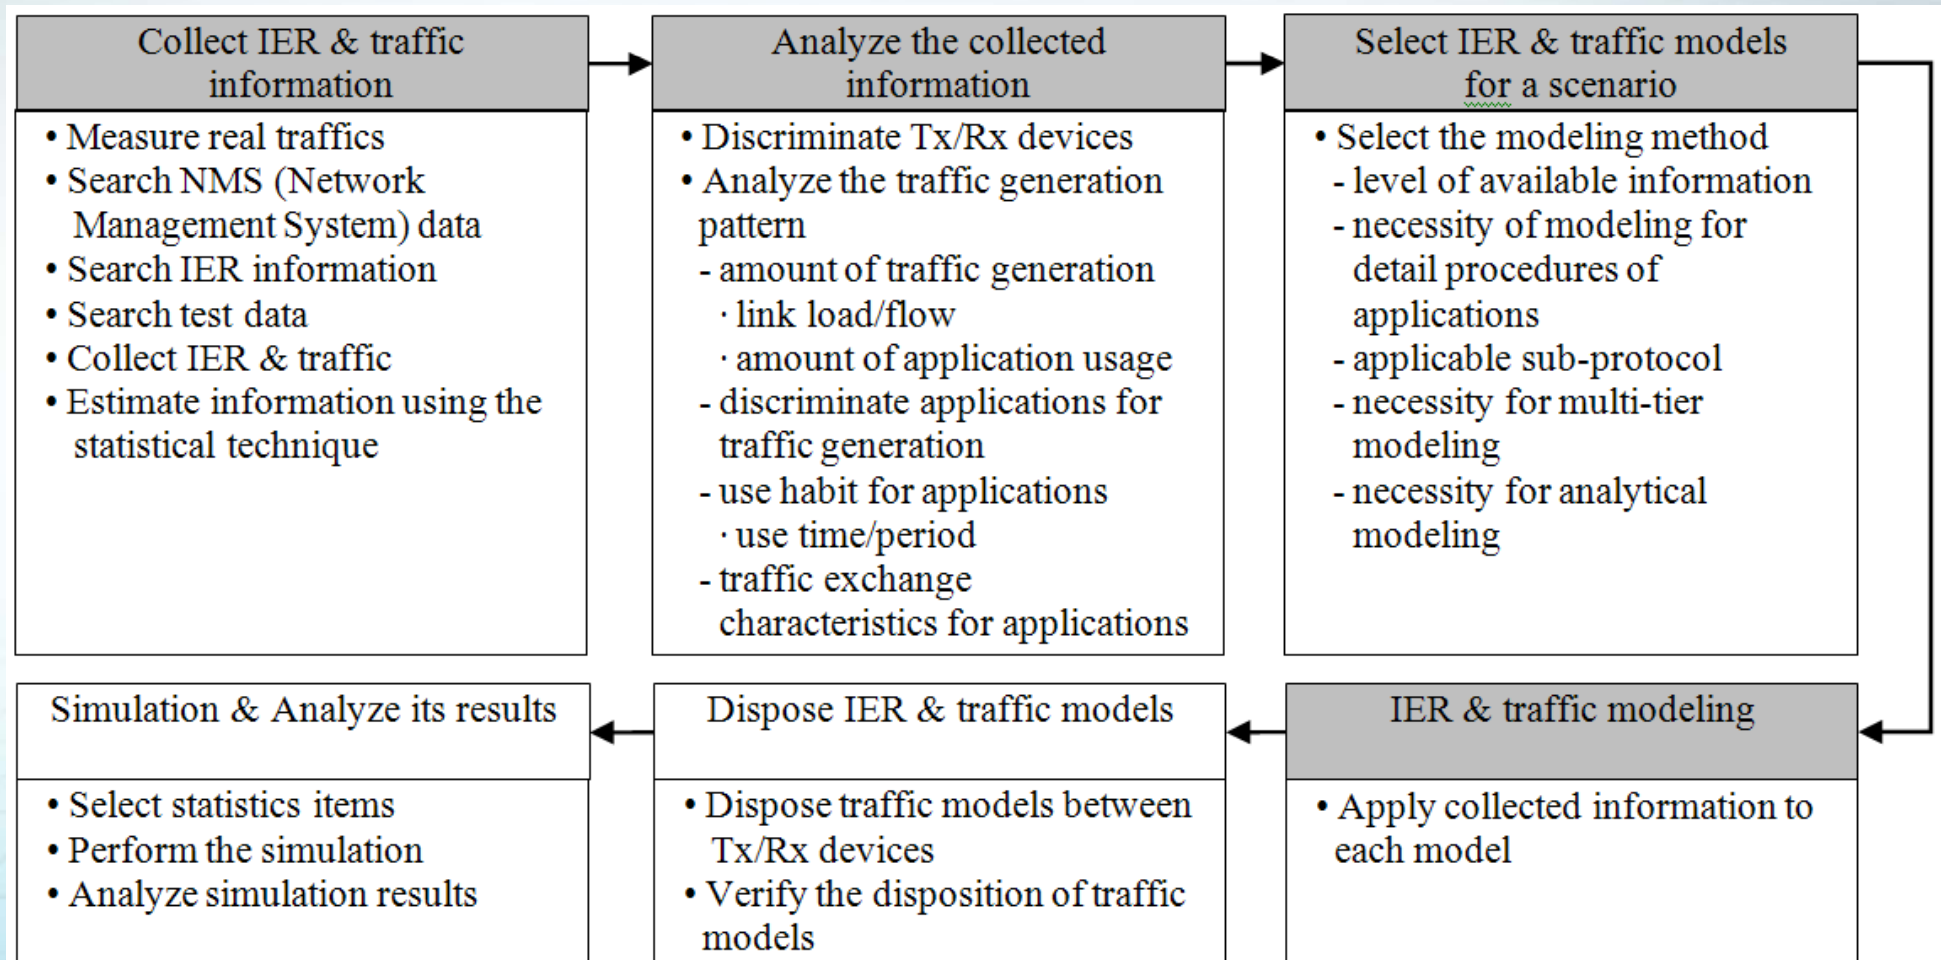 Collect IER & traffic
information
• Measure real traffics
• Search NMS (Network
Management System) data
• Search IER information
• Search test data
• Collect IER & traffic
• Estimate information using the
statistical technique
Analyze the collected
information
• Discriminate Tx/Rx devices
• Analyze the traffic generation
pattern
- amount of traffic generation
· link load/flow
· amount of application usage
- discriminate applications for
traffic generation
- use habit for applications
· use time/period
- traffic exchange
characteristics for applications
Select IER & traffic models
for a scenario
• Select the modeling method
- level of available information
- necessity of modeling for
detail procedures of
applications
- applicable sub-protocol
- necessity for multi-tier
modeling
- necessity for analytical
modeling
IER & traffic modeling
• Apply collected information to
each model
Dispose IER & traffic models
• Dispose traffic models between
Tx/Rx devices
• Verify the disposition of traffic
models
Simulation & Analyze its results
• Select statistics items
• Perform the simulation
• Analyze simulation results